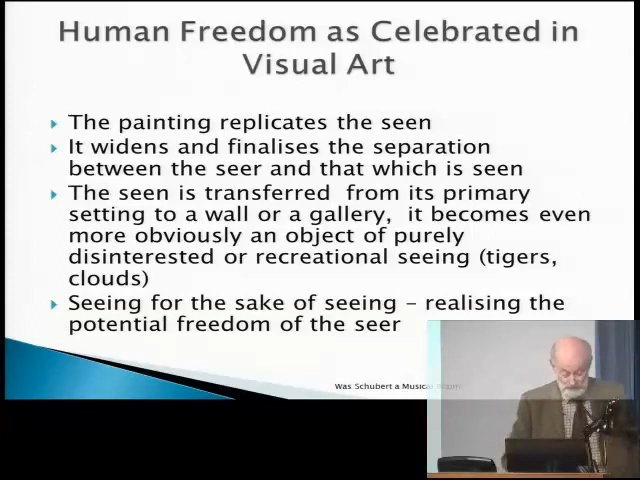 Human Freedom as Celebrated in
Visual Art
The painting replicates the seen
It widens and finalises the separation
between the seer and that which is seen
The seen is transferred from its primary
setting to a wall or a gallery, it becomes even
more obviously an object of purely
disinterested or recreational seeing (tigers,
clouds)
Seeing for the sake of seeing – realising the
potential freedom of the seer
Was Schubert a Musical